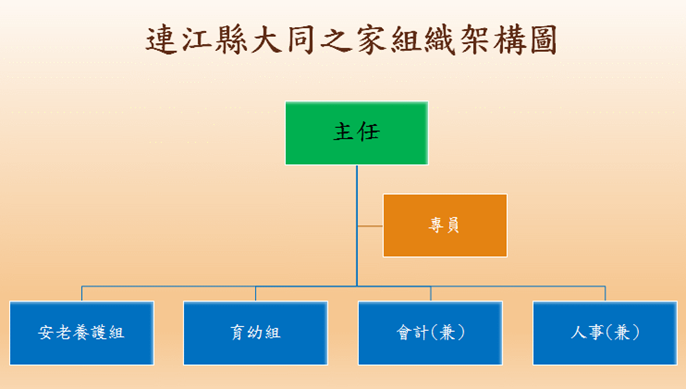 連江縣大同之家組織架構圖
主任
專員
安老養護組
育幼組
會計(兼)
人事(兼)